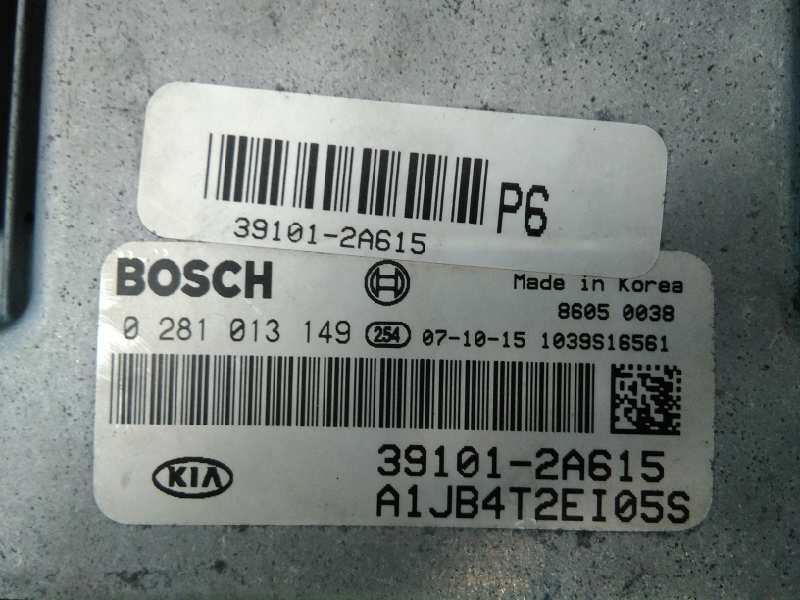 P6
39101-2A615
BOSCH
Made in Korea
8605 0038
0 281 013 149 254 07-10-15 1039S16561
KIA
39101-2A615
A1JB4T2EI05S